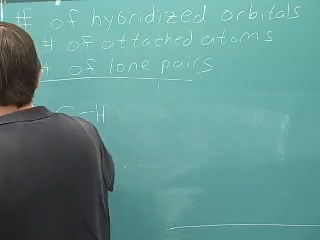 # of hybridized orbitals
# of attached atoms
# of lone pairs
C-H